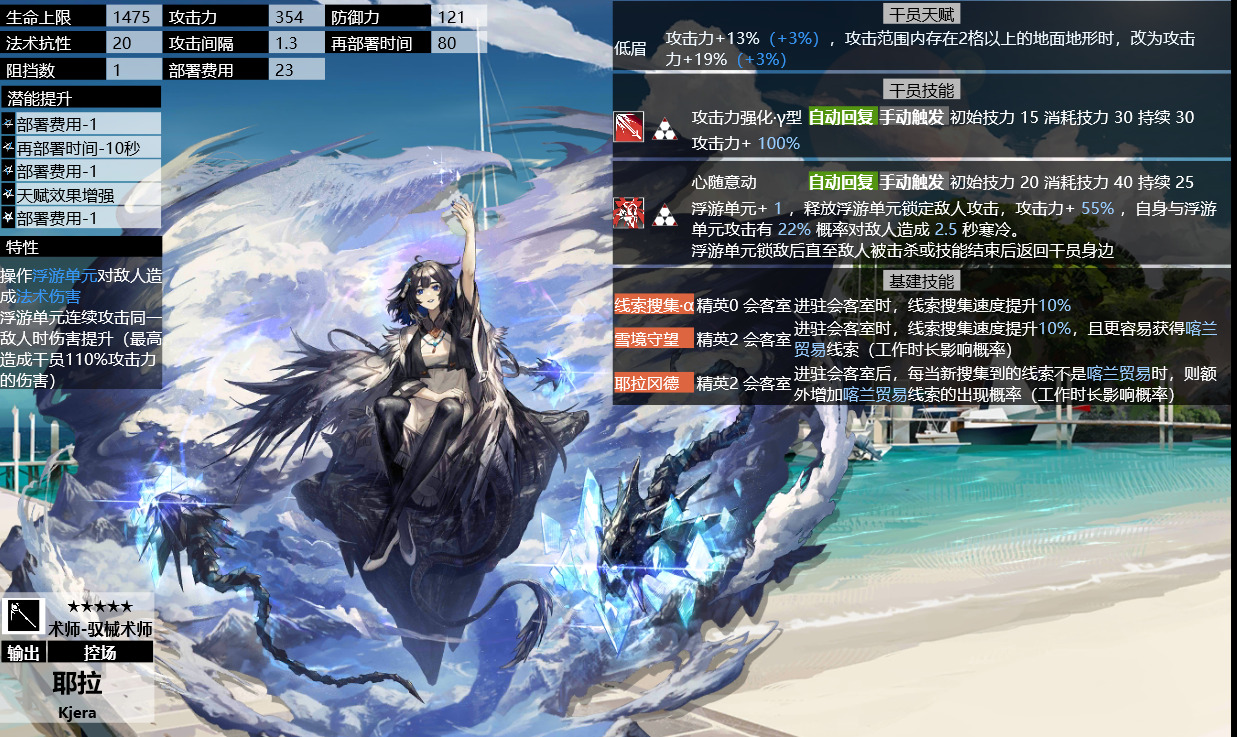 生命上限 1475 攻击力 354 防御力 121
法术抗性 20 攻击间隔 1.3 再部署时间 80
阻挡数 1 部署费用 23
潜能提升
部署费用-1
再部署时间-10秒
部署费用-1
天赋效果增强
部署费用-1
特性
操作浮游单元对敌人造
成法术伤害
浮游单元连续攻击同一
敌人时伤害提升（最高
造成干员110%攻击力
的伤害）
★★★★★
术师-驭械术师
输出 控场
耶拉
Kjera
干员天赋
低眉 攻击力+13%（+3%），攻击范围内存在2格以上的地面地形时，改为攻击
力+19%（+3%）
干员技能
攻击力强化·γ型 自动回复 手动触发 初始技力 15 消耗技力 30 持续 30
攻击力+ 100%
心随意动 自动回复 手动触发 初始技力 20 消耗技力 40 持续 25
浮游单元+ 1 ，释放浮游单元锁定敌人攻击，攻击力+ 55% ，自身与浮游
单元攻击有 22% 概率对敌人造成 2.5 秒寒冷。
浮游单元锁敌后直至敌人被击杀或技能结束后返回干员身边
基建技能
线索搜集·α 精英0 会客室 进驻会客室时，线索搜集速度提升10%
雪境守望 精英2 会客室 进驻会客室时，线索搜集速度提升10%，且更容易获得喀兰
贸易线索（工作时长影响概率）
耶拉冈德 精英2 会客室 进驻会客室后，每当新搜集到的线索不是喀兰贸易时，则额
外增加喀兰贸易线索的出现概率（工作时长影响概率）